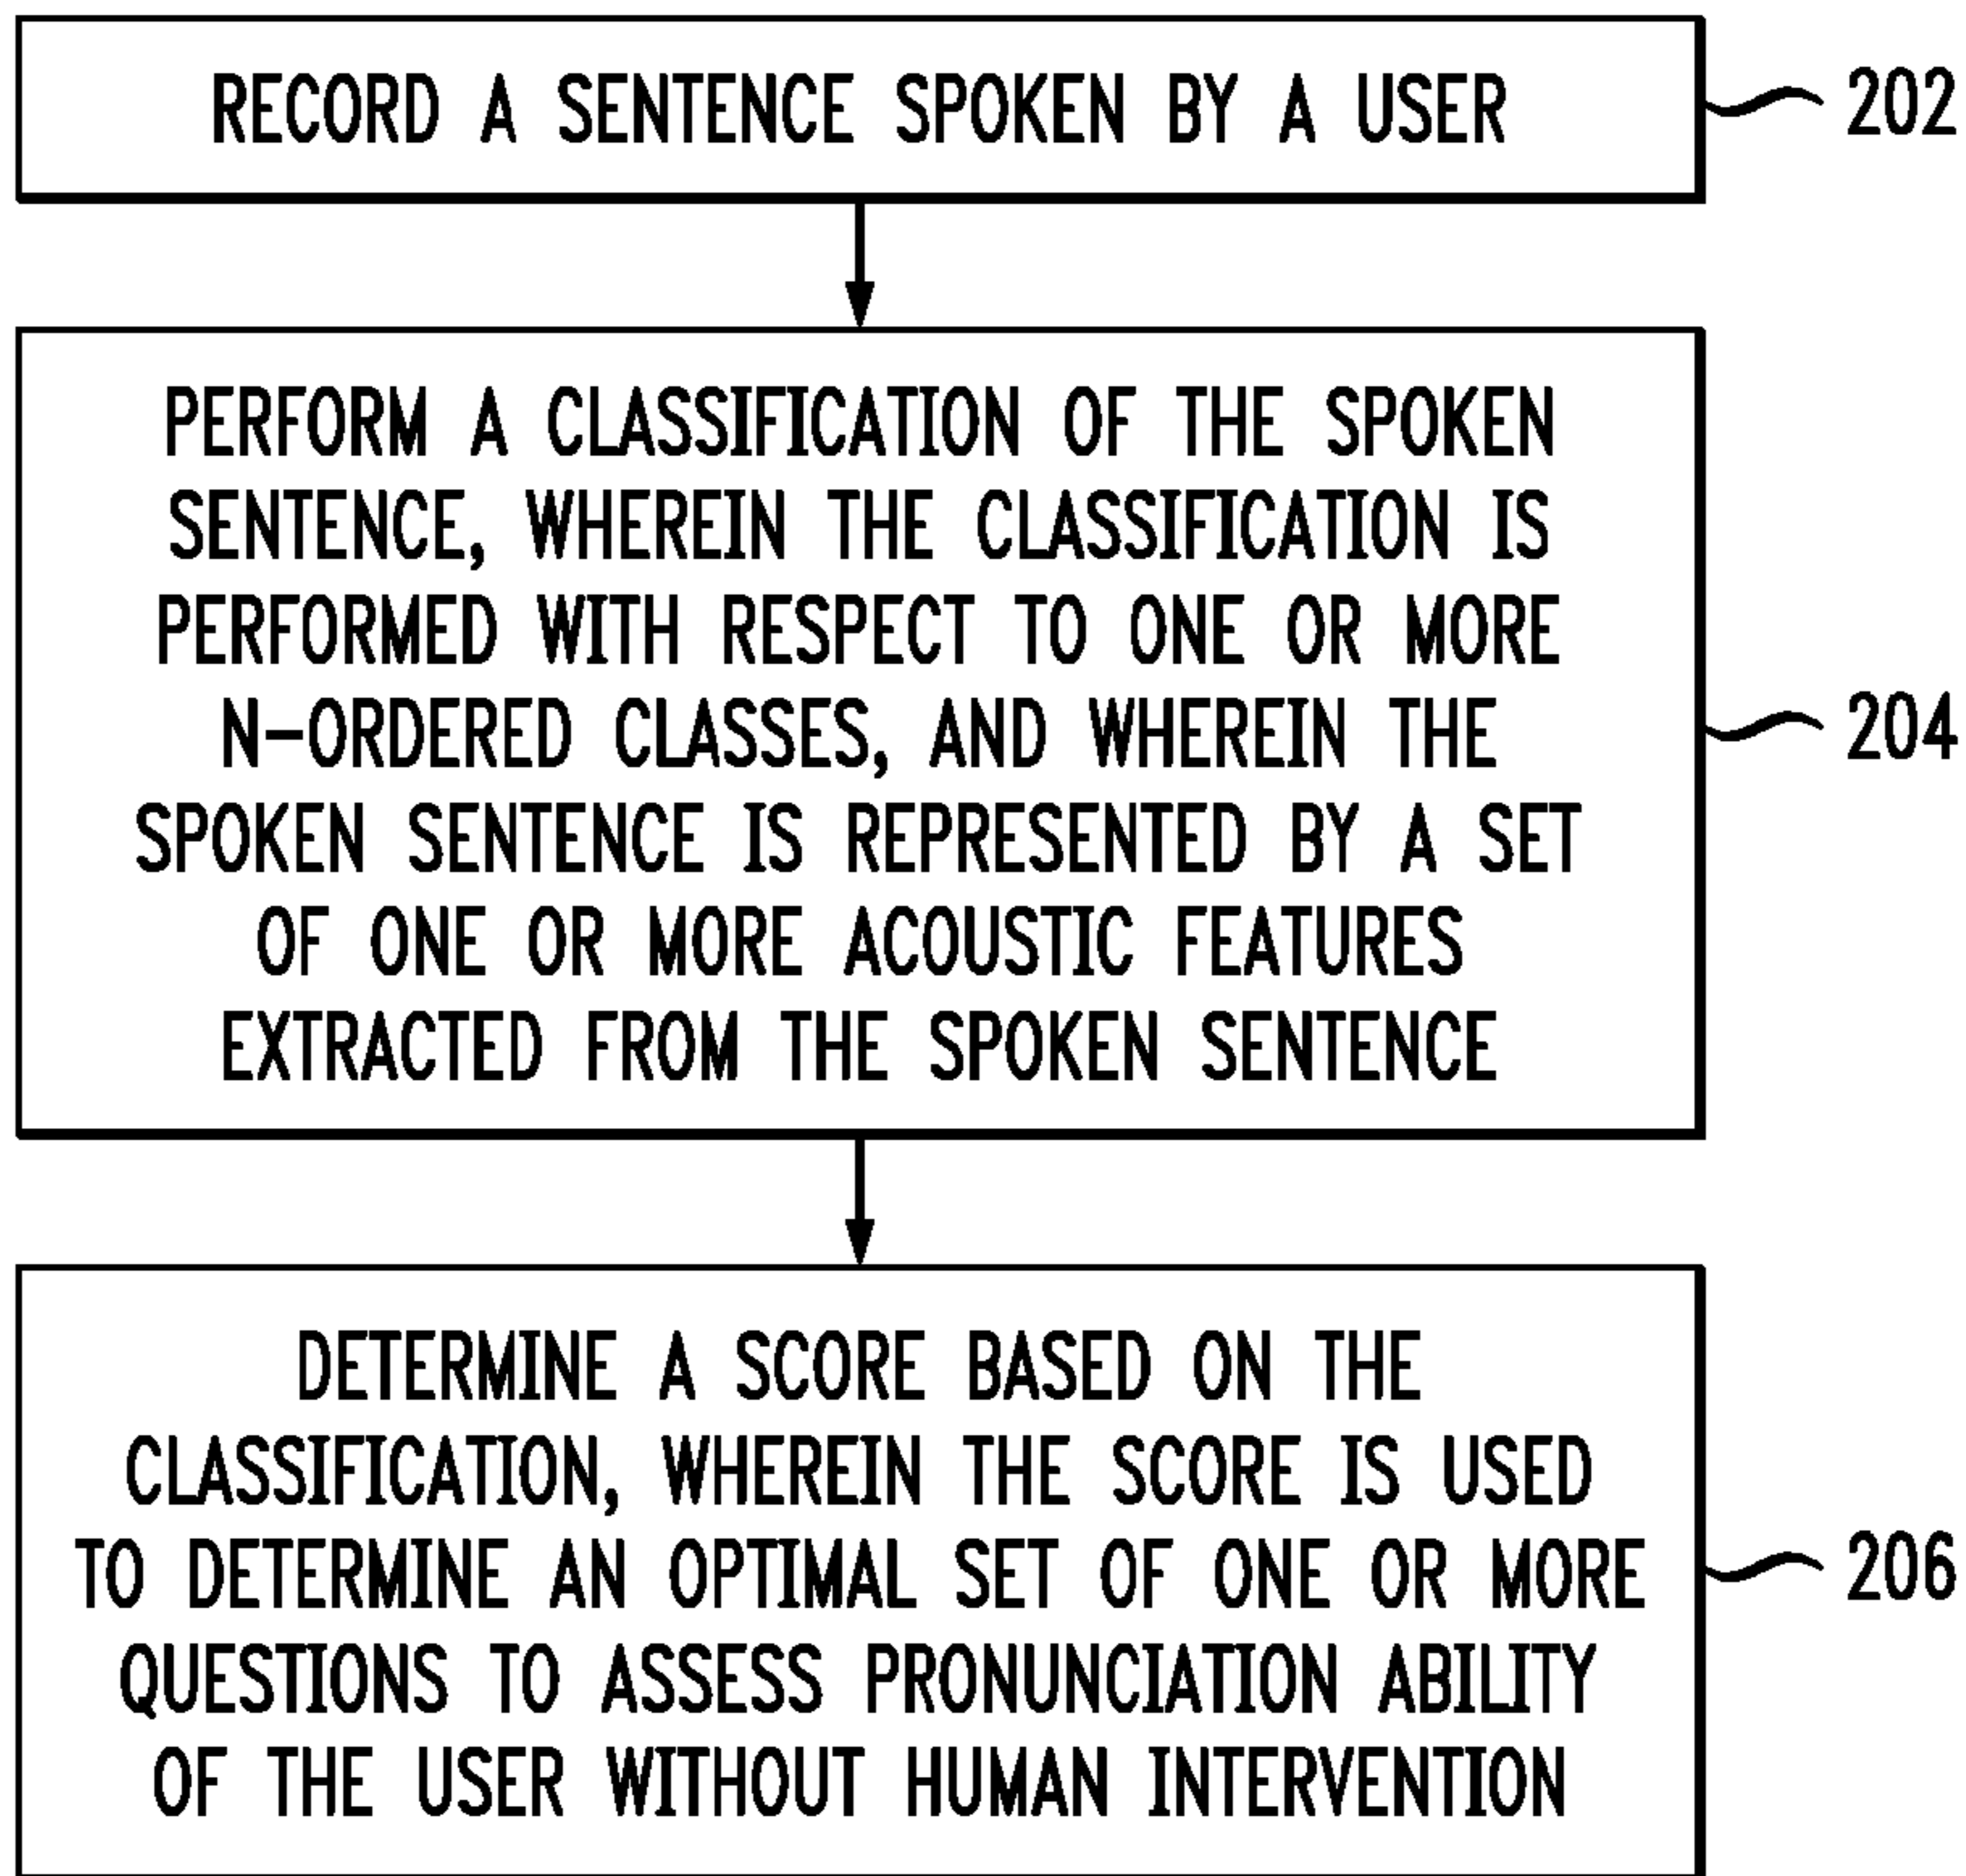 RECORD A SENTENCE SPOKEN BY A USER
202
PERFORM A CLASSIFICATION OF THE SPOKEN
SENTENCE, WHEREIN THE CLASSIFICATION IS
PERFORMED WITH RESPECT TO ONE OR MORE
N-ORDERED CLASSES, AND WHEREIN THE
SPOKEN SENTENCE IS REPRESENTED BY A SET
OF ONE OR MORE ACOUSTIC FEATURES
EXTRACTED FROM THE SPOKEN SENTENCE
204
DETERMINE A SCORE BASED ON THE
CLASSIFICATION, WHEREIN THE SCORE IS USED
TO DETERMINE AN OPTIMAL SET OF ONE OR MORE
QUESTIONS TO ASSESS PRONUNCIATION ABILITY
OF THE USER WITHOUT HUMAN INTERVENTION
206